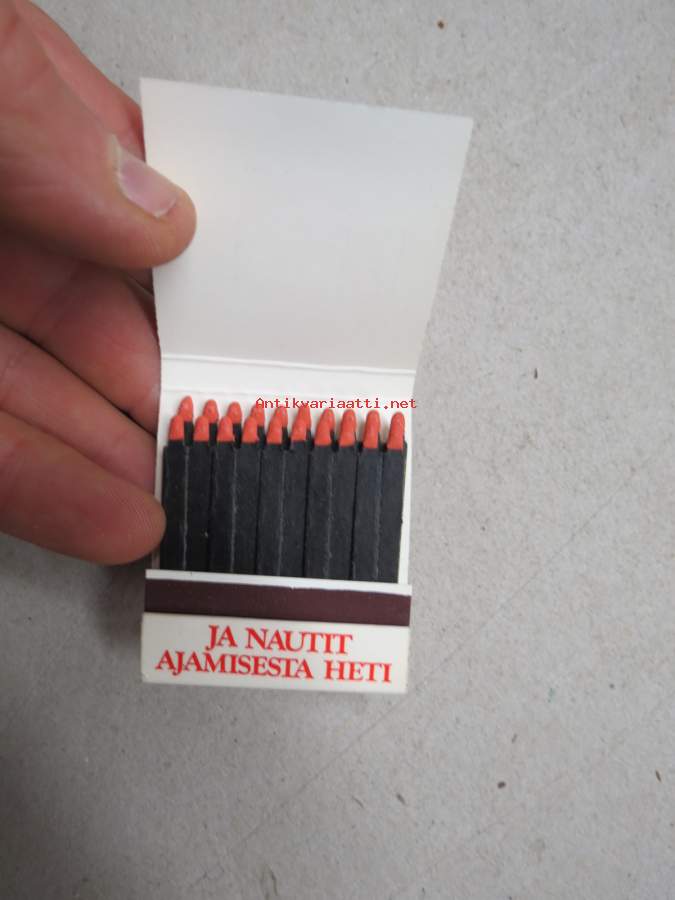 Antikvariaatti.net
JA NAUTIT
AJAMISESTA HETI